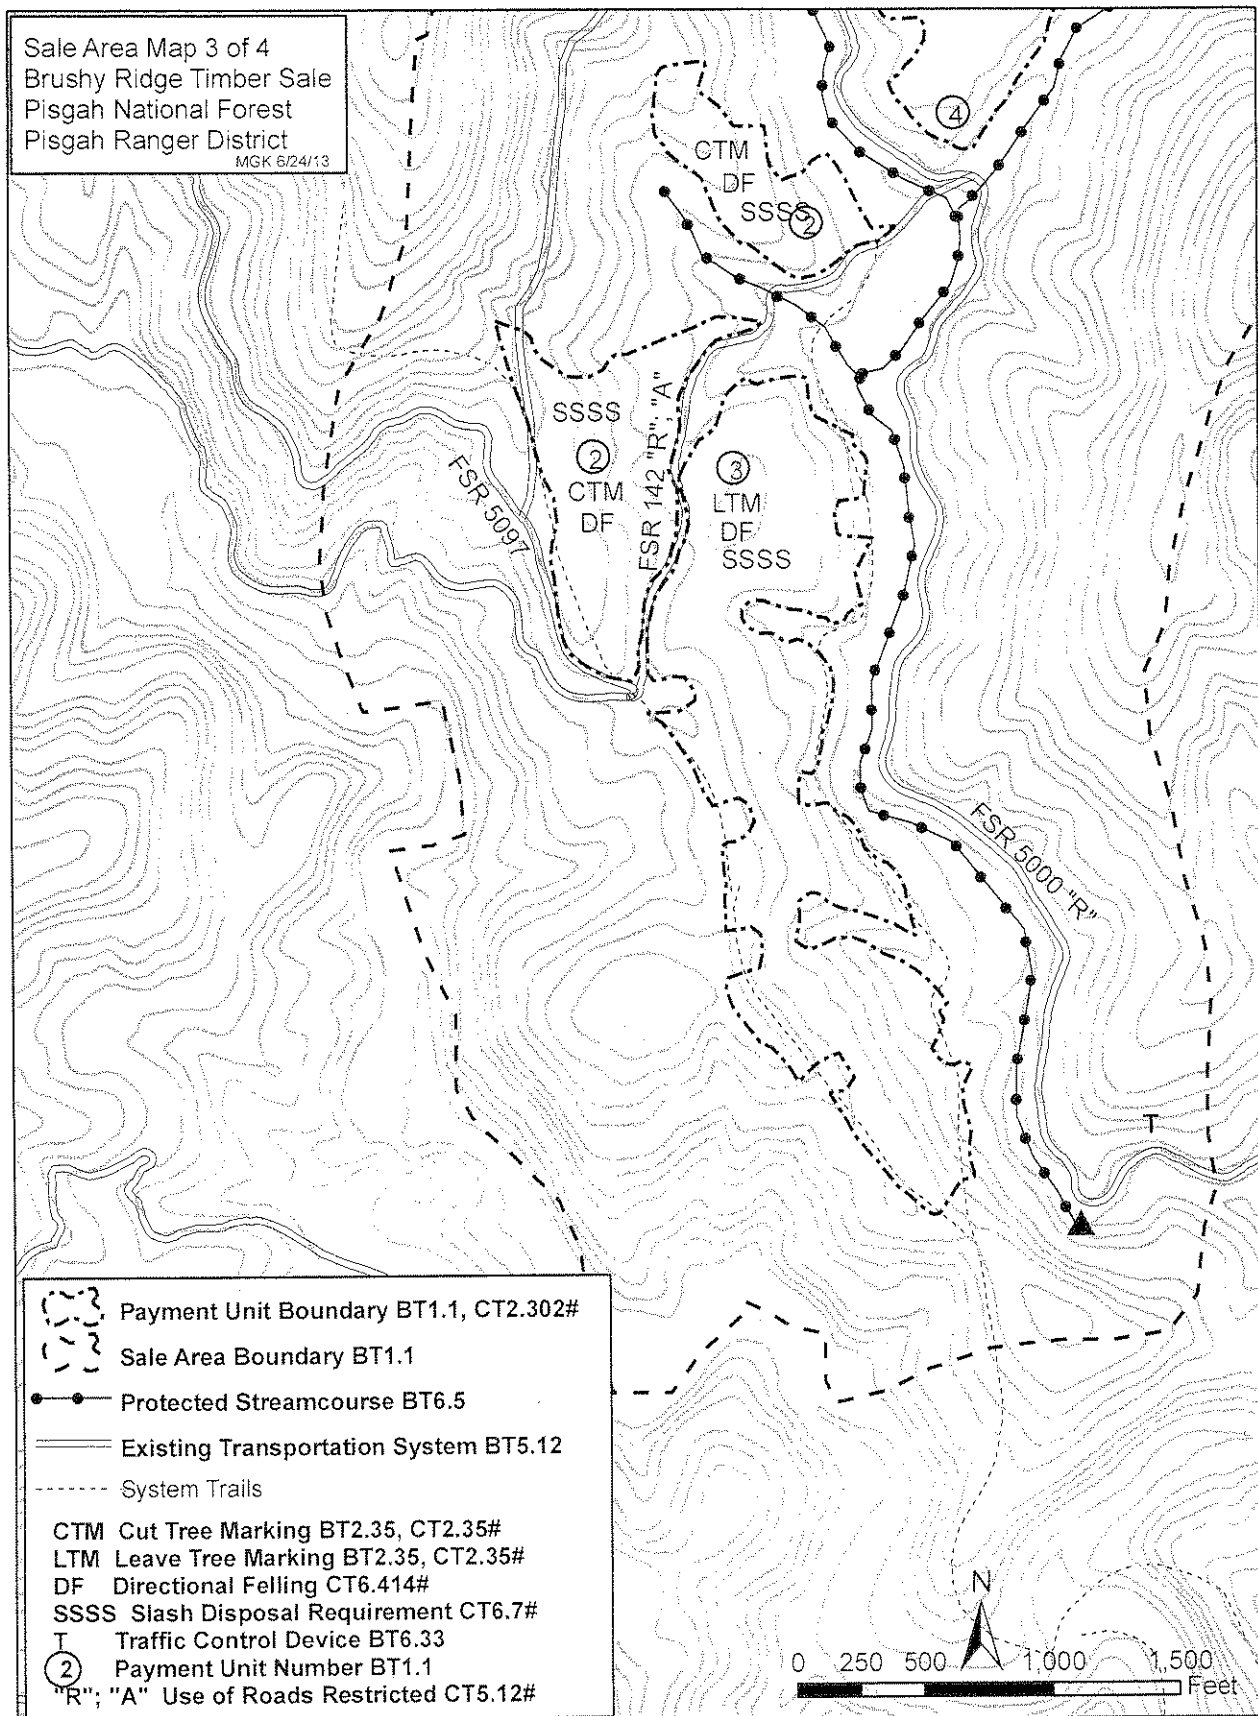 Sale Area Map 3 of 4
Brushy Ridge Timber Sale
Pisgah National Forest
Pisgah Ranger District
MGK 6/24/13
4
CTM
DF
SSSS
2
SSSS
2
CTM
DF
FSR 5097
FSR 142 "R"; "A"
3
LTM
DF
SSSS
FSR 5000 "R"
T
Payment Unit Boundary BT1.1, CT2.302#
Sale Area Boundary BT1.1
Protected Streamcourse BT6.5
Existing Transportation System BT5.12
System Trails
CTM Cut Tree Marking BT2.35, CT2.35#
LTM Leave Tree Marking BT2.35, CT2.35#
DF Directional Felling CT6.414#
SSSS Slash Disposal Requirement CT6.7#
T Traffic Control Device BT6.33
2 Payment Unit Number BT1.1
"R"; "A" Use of Roads Restricted CT5.12#
N
0 250 500 1,000 1,500
Feet